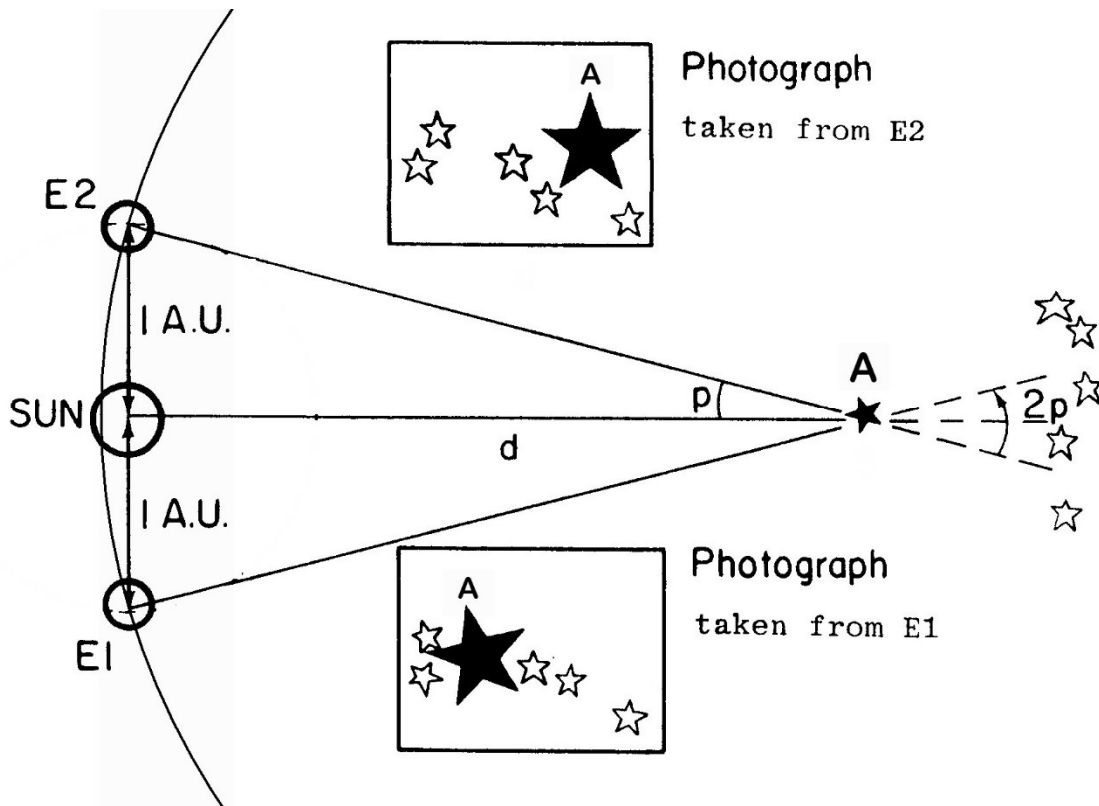 A
Photograph
taken from E2
E2
1 A.U.
SUN
p
A
2p
d
1 A.U.
E1
A
Photograph
taken from E1